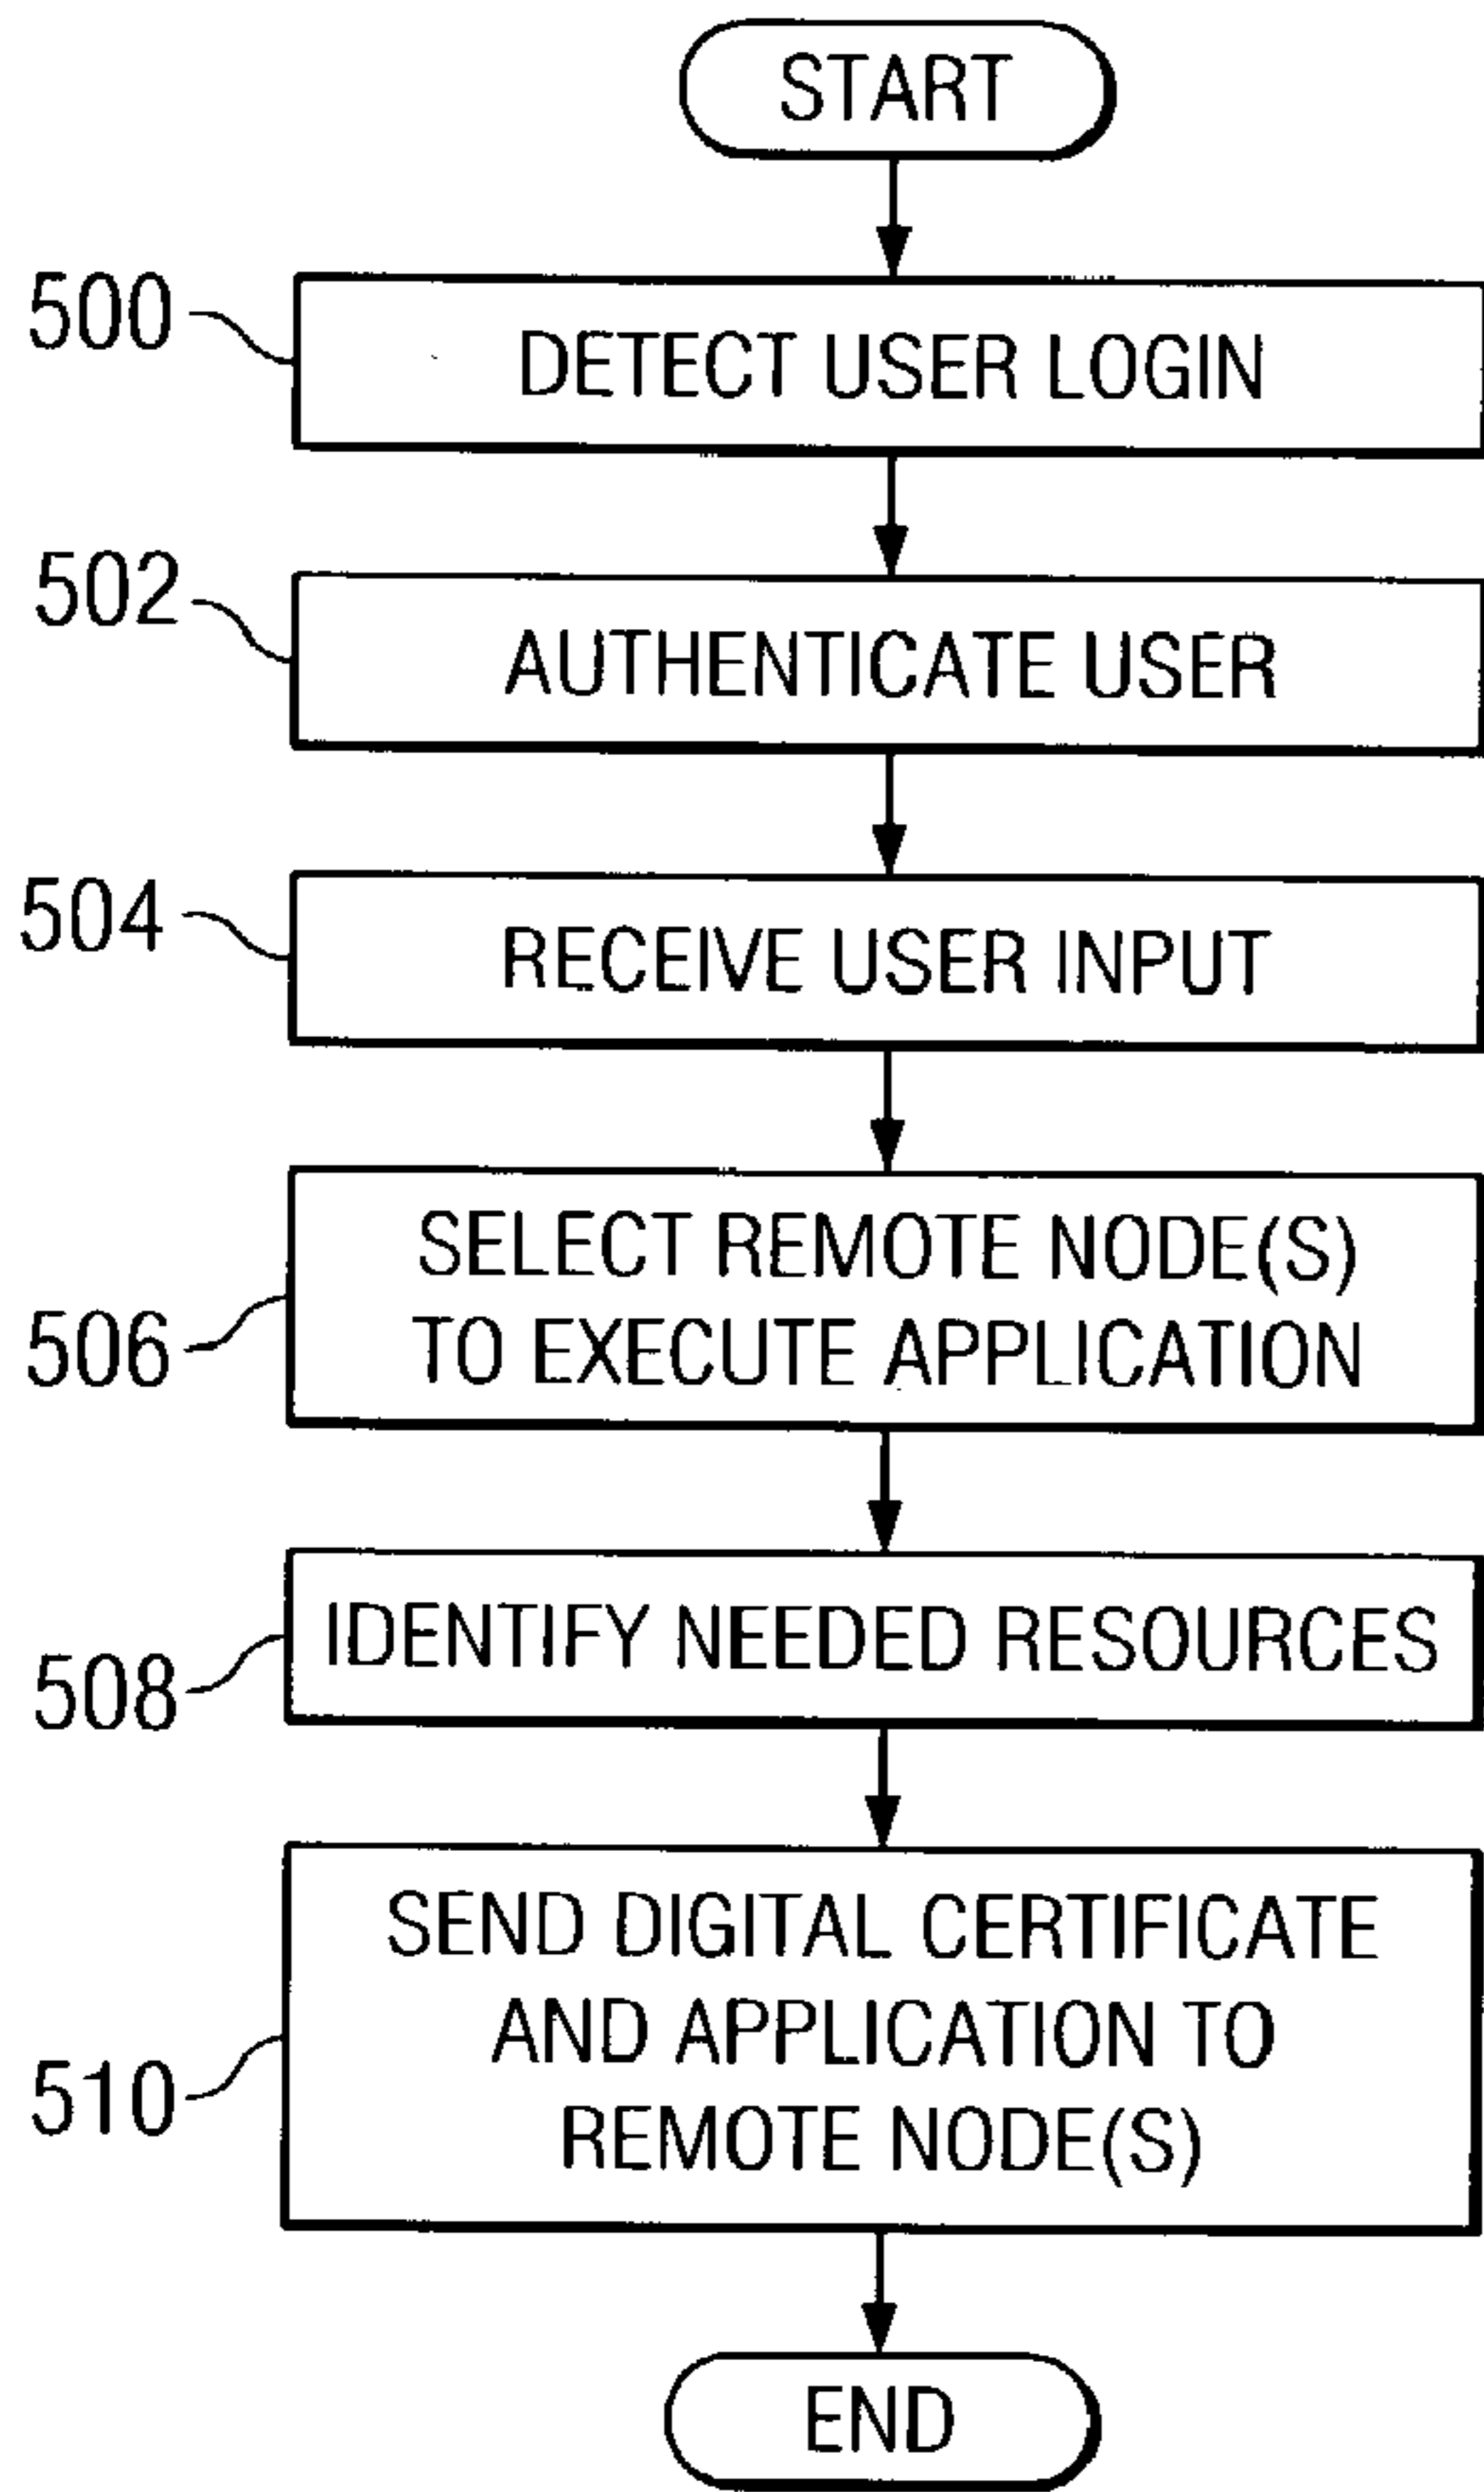 START
500
DETECT USER LOGIN
502
AUTHENTICATE USER
504
RECEIVE USER INPUT
506
SELECT REMOTE NODE(S)
TO EXECUTE APPLICATION
508
IDENTIFY NEEDED RESOURCES
510
SEND DIGITAL CERTIFICATE
AND APPLICATION TO
REMOTE NODE(S)
END